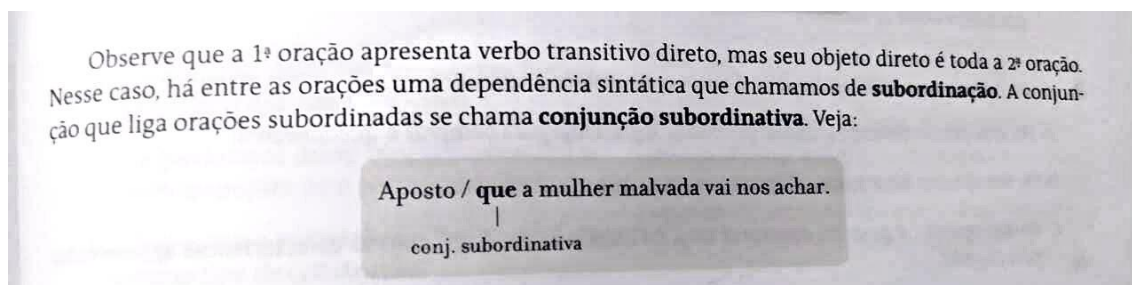 Observe que a 1ª oração apresenta verbo transitivo direto, mas seu objeto direto é toda a 2ª oração.
Nesse caso, há entre as orações uma dependência sintática que chamamos de subordinação. A conjun-
ção que liga orações subordinadas se chama conjunção subordinativa. Veja:
Aposto / que a mulher malvada vai nos achar.
conj. subordinativa